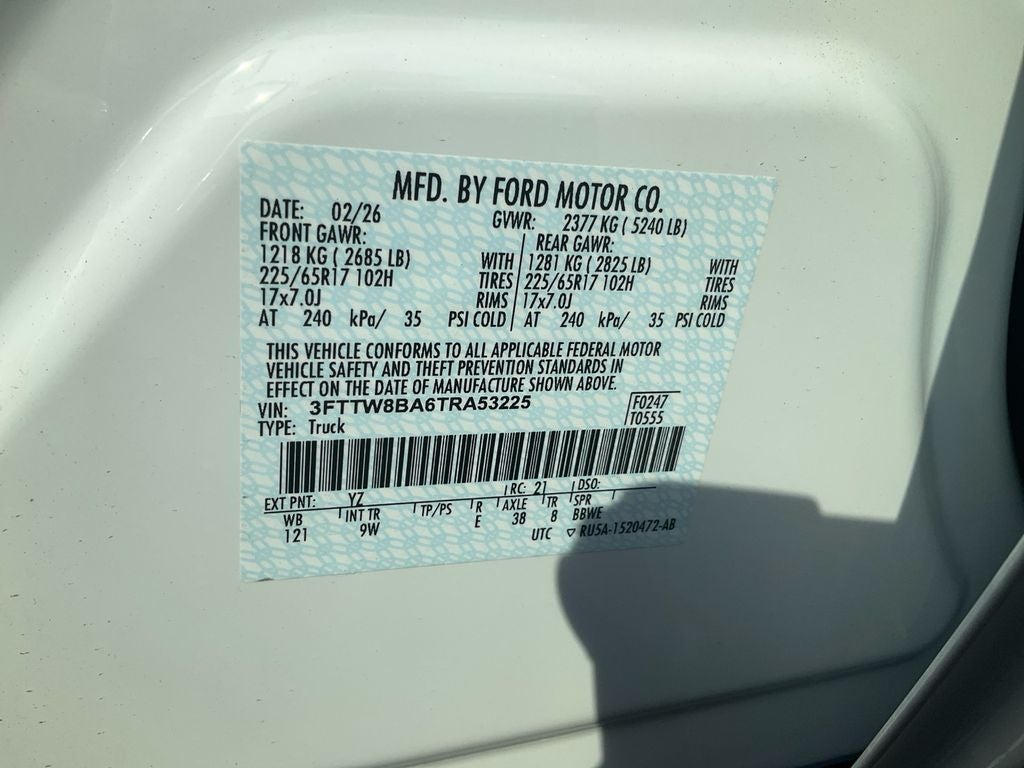 MFD. BY FORD MOTOR CO.
DATE: 02/26 GVWR: 2377 KG ( 5240 LB)
FRONT GAWR: REAR GAWR:
1218 KG ( 2685 LB) WITH 1281 KG ( 2825 LB) WITH
225/65R17 102H TIRES 225/65R17 102H TIRES
17x7.0J RIMS 17x7.0J RIMS
AT 240 kPa/ 35 PSI COLD AT 240 kPa/ 35 PSI COLD
THIS VEHICLE CONFORMS TO ALL APPLICABLE FEDERAL MOTOR
VEHICLE SAFETY AND THEFT PREVENTION STANDARDS IN
EFFECT ON THE DATE OF MANUFACTURE SHOWN ABOVE.
VIN: 3FTTW8BA6TRA53225 F0247
TYPE: Truck T0555
EXT PNT: YZ RC: 21 DSO:
WB INT TR TP/PS R AXLE TR SPR
121 9W E 38 8 BBWE
UTC ▽ RU5A-1520472-AB